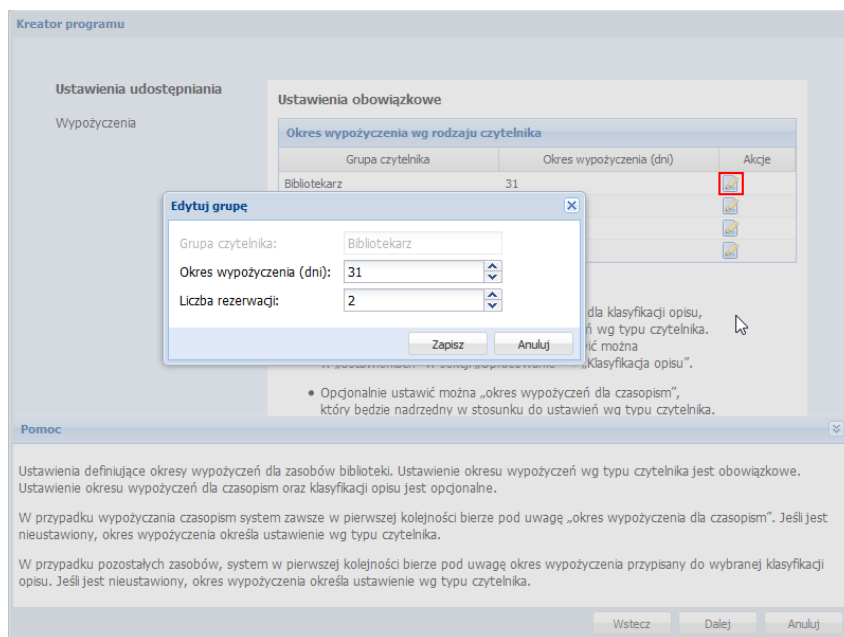 Kreator programu
Ustawienia udostępniania
Wypożyczenia
Ustawienia obowiązkowe
Okres wypożyczenia wg rodzaju czytelnika
Grupa czytelnika Okres wypożyczenia (dni) Akcje
Bibliotekarz 31
Edytuj grupę
Grupa czytelnika: Bibliotekarz
Okres wypożyczenia (dni): 31
Liczba rezerwacji: 2
Zapisz Anuluj
dla klasyfikacji opisu,
wg typu czytelnika.
można
„Klasyfikacja opisu”.
• Opcjonalnie ustawić można „okres wypożyczeń dla czasopism”,
który będzie nadrzędny w stosunku do ustawień wg typu czytelnika.
Pomoc
Ustawienia definiujące okresy wypożyczeń dla zasobów biblioteki. Ustawienie okresu wypożyczeń wg typu czytelnika jest obowiązkowe.
Ustawienie okresu wypożyczeń dla czasopism oraz klasyfikacji opisu jest opcjonalne.
W przypadku wypożyczania czasopism system zawsze w pierwszej kolejności bierze pod uwagę „okres wypożyczenia dla czasopism”. Jeśli jest
nieustawiony, okres wypożyczenia określa ustawienie wg typu czytelnika.
W przypadku pozostałych zasobów, system w pierwszej kolejności bierze pod uwagę okres wypożyczenia przypisany do wybranej klasyfikacji
opisu. Jeśli jest nieustawiony, okres wypożyczenia określa ustawienie wg typu czytelnika.
Wstecz Dalej Anuluj